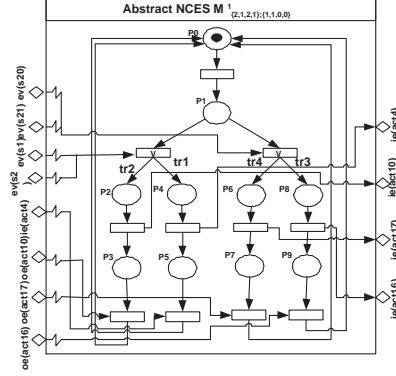 Abstract NCES M 1 {2,1,2,1};{1,1,0,0}
P0
P1
ev(s20)
ev(s21)
ev(s1)
ev(s2
)
v
v
tr2
tr1
tr4
tr3
P2
P4
P6
P8
P3
P5
P7
P9
ie(act4)
oe(act10)
oe(act17)
oe(act16)
ie(act4)
ie(act10)
ie(act17)
ie(act16)